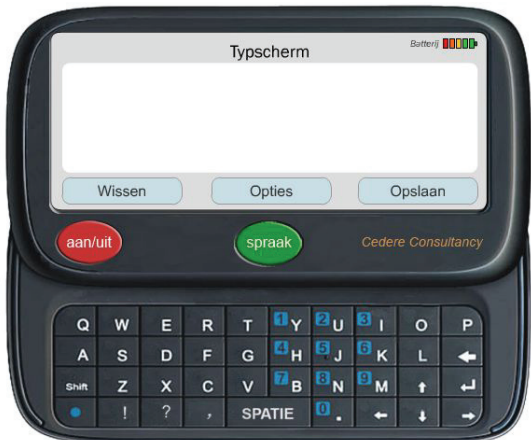 Typscherm
Batterij
Wissen Opties Opslaan
aan/uit spraak Cedere Consultancy
Q W E R T 1 Y 2 U 3 I O P
A S D F G 4 H 5 J 6 K L
Shift Z X C V 7 B 8 N 9 M
! ? , SPATIE 0 .